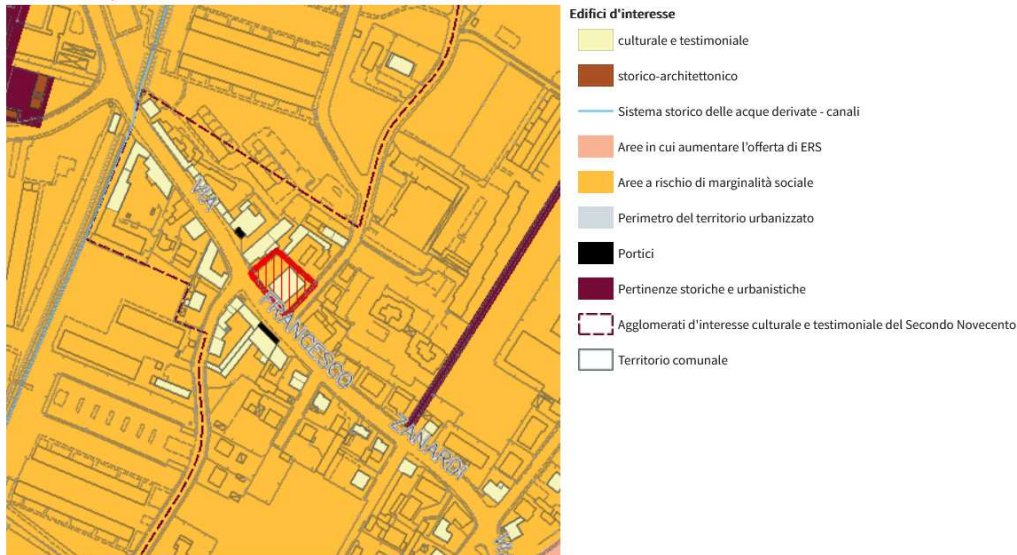 Edifici d'interesse
culturale e testimoniale
storico-architettonico
Sistema storico delle acque derivate - canali
Aree in cui aumentare l'offerta di ERS
Aree a rischio di marginalità sociale
Perimetro del territorio urbanizzato
Portici
Pertinenze storiche e urbanistiche
Agglomerati d'interesse culturale e testimoniale del Secondo Novecento
Territorio comunale
VIA
FRANCESCO
ZANARDI